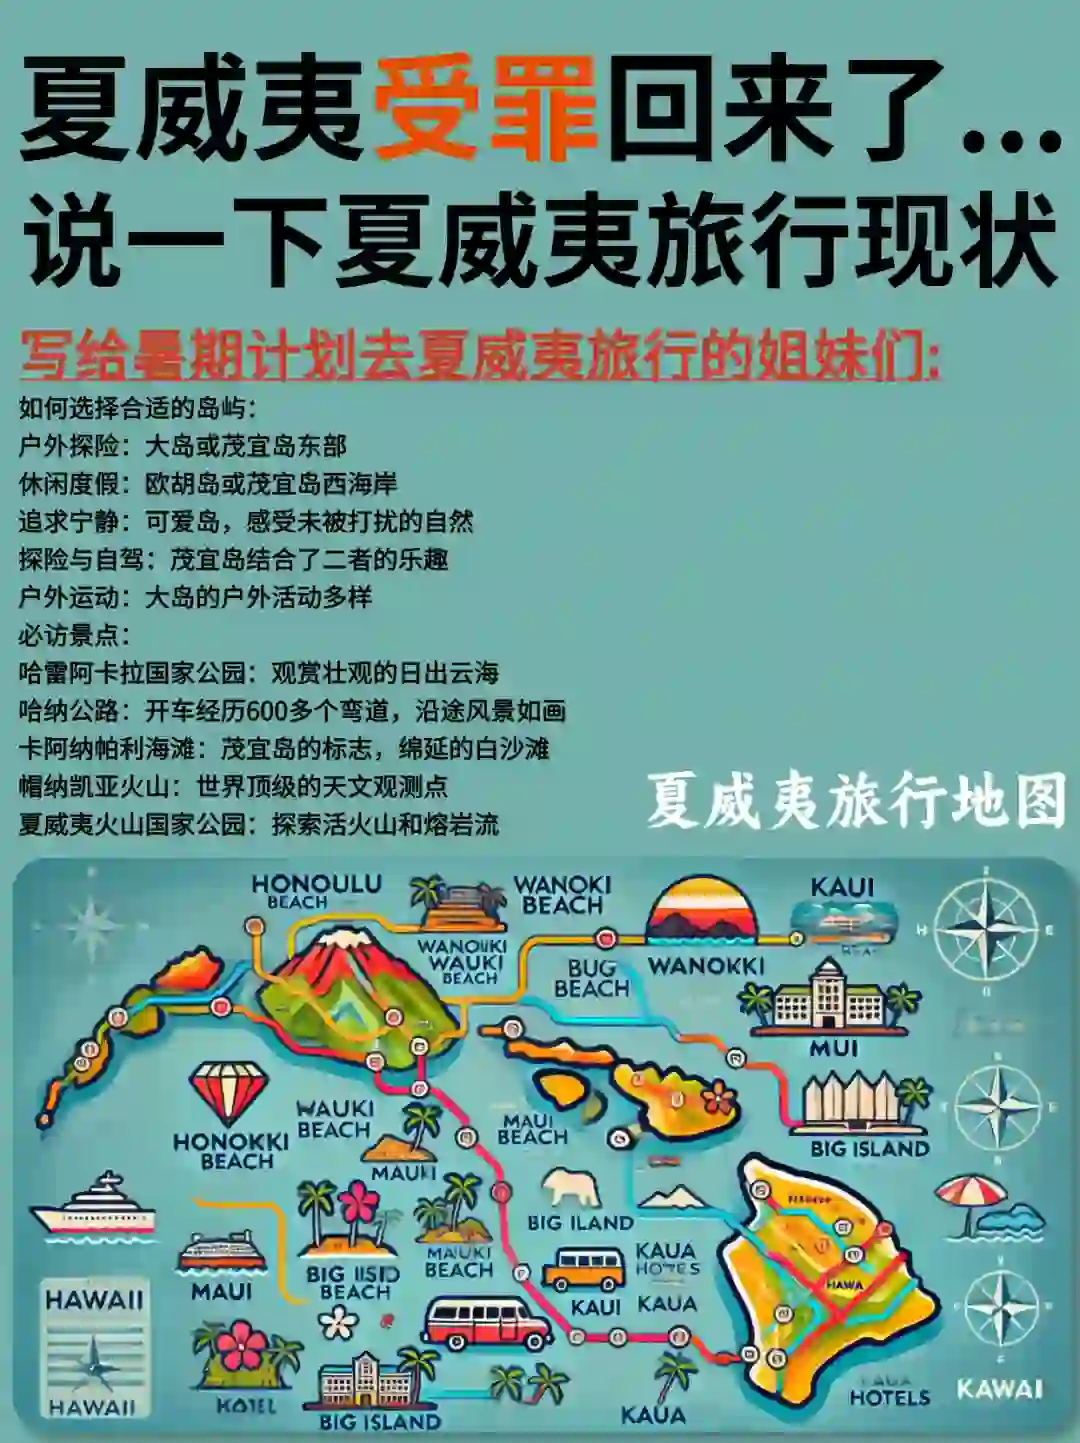 夏威夷受罪回来了...
说一下夏威夷旅行现状
写给暑期计划去夏威夷旅行的姐妹们:
如何选择合适的岛屿：
户外探险：大岛或茂宜岛东部
休闲度假：欧胡岛或茂宜岛西海岸
追求宁静：可爱岛，感受未被打扰的自然
探险与自驾：茂宜岛结合了二者的乐趣
户外运动：大岛的户外活动多样
必访景点：
哈雷阿卡拉国家公园：观赏壮观的日出云海
哈纳公路：开车经历600多个弯道，沿途风景如画
卡阿纳帕利海滩：茂宜岛的标志，绵延的白沙滩
帽纳凯亚火山：世界顶级的天文观测点
夏威夷火山国家公园：探索活火山和熔岩流
夏威夷旅行地图
HONOULU
BEACH
WANOKI
BEACH
KAUI
WAUKI
BEACH
BUG
BEACH
WANOKKI
MUI
HONOKKI
BEACH
WAUKI
BEACH
MAUKI
MAUI
BEACH
BIG ISLAND
BIG ILAND
MAUI
BEACH
BEACH
KAUA
KAUI
KAUA
HAWA
HAWAII
HAWAII
BIG ISLAND
KAUA
HOTELS
KAWAI